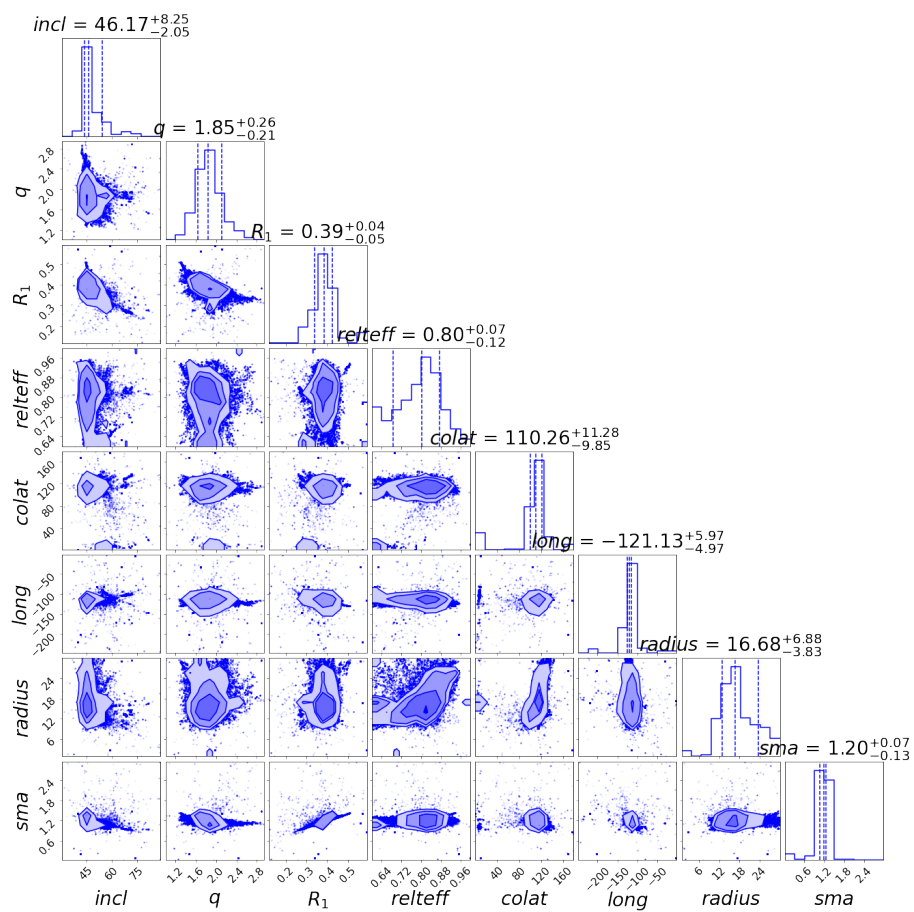 incl = 46.17+8.25−2.05
q = 1.85+0.26−0.21
2.8
2.4
2.0
1.6
1.2
q
R1 = 0.39+0.04−0.05
0.5
0.4
0.3
0.2
R1
relteff = 0.80+0.07−0.12
0.96
0.88
0.80
0.72
0.64
relteff
colat = 110.26+11.28−9.85
160
120
80
40
colat
long = −121.13+5.97−4.97
−50
−100
−150
−200
long
radius = 16.68+6.88−3.83
24
18
12
6
radius
sma = 1.20+0.07−0.13
2.4
1.8
1.2
0.6
sma
45 60 75 1.2 1.6 2.0 2.4 2.8 0.2 0.3 0.4 0.5 0.64 0.72 0.80 0.88 0.96 40 80 120 160 −200 −150 −100 −50 6 12 18 24 0.6 1.2 1.8 2.4
incl q R1 relteff colat long radius sma